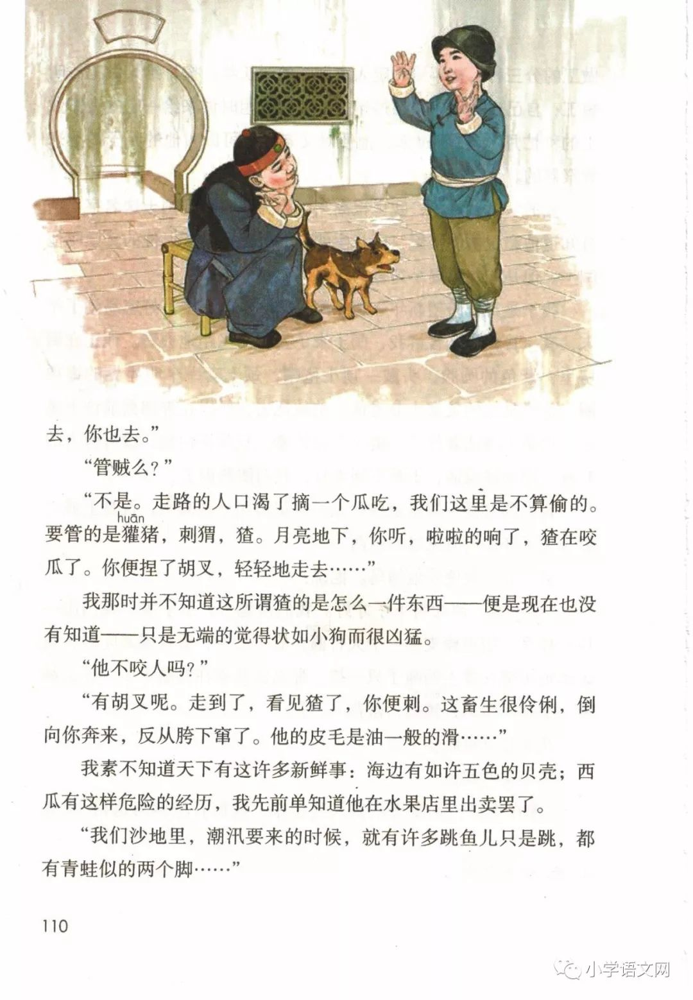 去，你也去。”
“管贼么？”
“不是。走路的人口渴了摘一个瓜吃，我们这里是不算偷的。
huān
要管的是獾猪，刺猬，猹。月亮地下，你听，啦啦的响了，猹在咬
瓜了。你便捏了胡叉，轻轻地走去……”
我那时并不知道这所谓猹的是怎么一件东西——便是现在也没
有知道——只是无端的觉得状如小狗而很凶猛。
“他不咬人吗？”
“有胡叉呢。走到了，看见猹了，你便刺。这畜生很伶俐，倒
向你奔来，反从胯下窜了。他的皮毛是油一般的滑……”
我素不知道天下有这许多新鲜事：海边有如许五色的贝壳；西
瓜有这样危险的经历，我先前单知道他在水果店里出卖罢了。
“我们沙地里，潮汛要来的时候，就有许多跳鱼儿只是跳，都
有青蛙似的两个脚……”
110
小学语文网